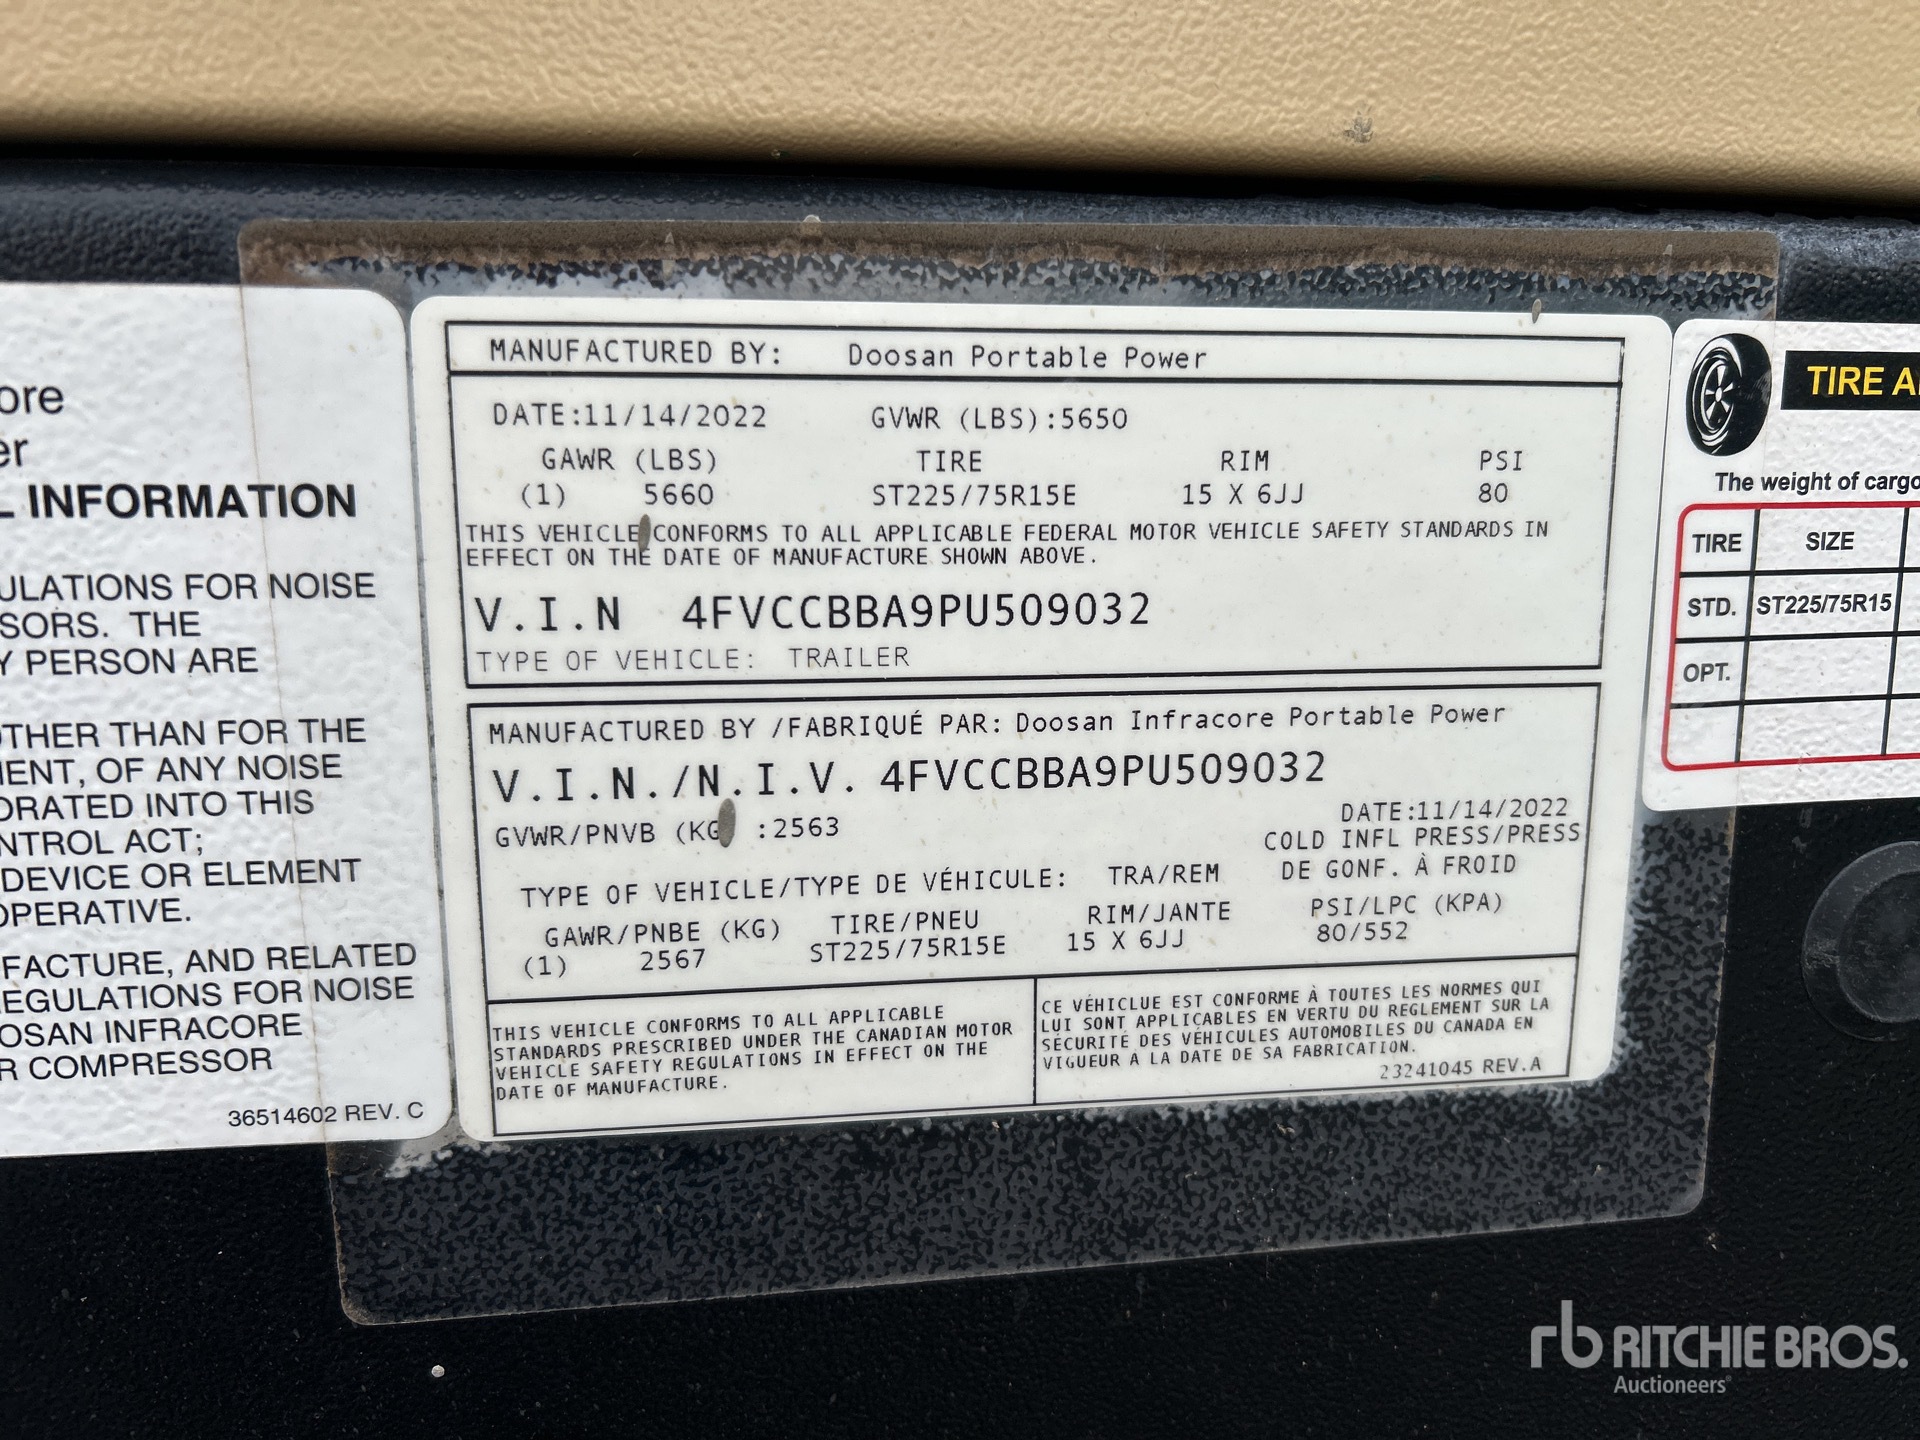 ore
er
L INFORMATION
ULATIONS FOR NOISE
SORS. THE
Y PERSON ARE
OTHER THAN FOR THE
MENT, OF ANY NOISE
ORATED INTO THIS
NTROL ACT;
DEVICE OR ELEMENT
OPERATIVE.
FACTURE, AND RELATED
REGULATIONS FOR NOISE
OOSAN INFRACORE
R COMPRESSOR
36514602 REV. C
MANUFACTURED BY: Doosan Portable Power
DATE:11/14/2022 GVWR (LBS):5650
GAWR (LBS) TIRE RIM PSI
(1) 5660 ST225/75R15E 15 X 6JJ 80
THIS VEHICLE CONFORMS TO ALL APPLICABLE FEDERAL MOTOR VEHICLE SAFETY STANDARDS IN
EFFECT ON THE DATE OF MANUFACTURE SHOWN ABOVE.
V.I.N 4FVCCBBA9PU509032
TYPE OF VEHICLE: TRAILER
MANUFACTURED BY /FABRIQUÉ PAR: Doosan Infracore Portable Power
V.I.N./N.I.V. 4FVCCBBA9PU509032
GVWR/PNVB (KG :2563
DATE:11/14/2022
COLD INFL PRESS/PRESS
DE GONF. À FROID
TYPE OF VEHICLE/TYPE DE VÉHICULE: TRA/REM
GAWR/PNBE (KG) TIRE/PNEU RIM/JANTE PSI/LPC (KPA)
(1) 2567 ST225/75R15E 15 X 6JJ 80/552
THIS VEHICLE CONFORMS TO ALL APPLICABLE
STANDARDS PRESCRIBED UNDER THE CANADIAN MOTOR
VEHICLE SAFETY REGULATIONS IN EFFECT ON THE
DATE OF MANUFACTURE.
CE VÉHICLUE EST CONFORME À TOUTES LES NORMES QUI
LUI SONT APPLICABLES EN VERTU DU REGLEMENT SUR LA
SÉCURITÉ DES VÉHICULES AUTOMOBILES DU CANADA EN
VIGUEUR A LA DATE DE SA FABRICATION.
23241045 REV.A
TIRE A
The weight of cargo
TIRE SIZE
STD. ST225/75R15
OPT.
rb RITCHIE BROS.
Auctioneers